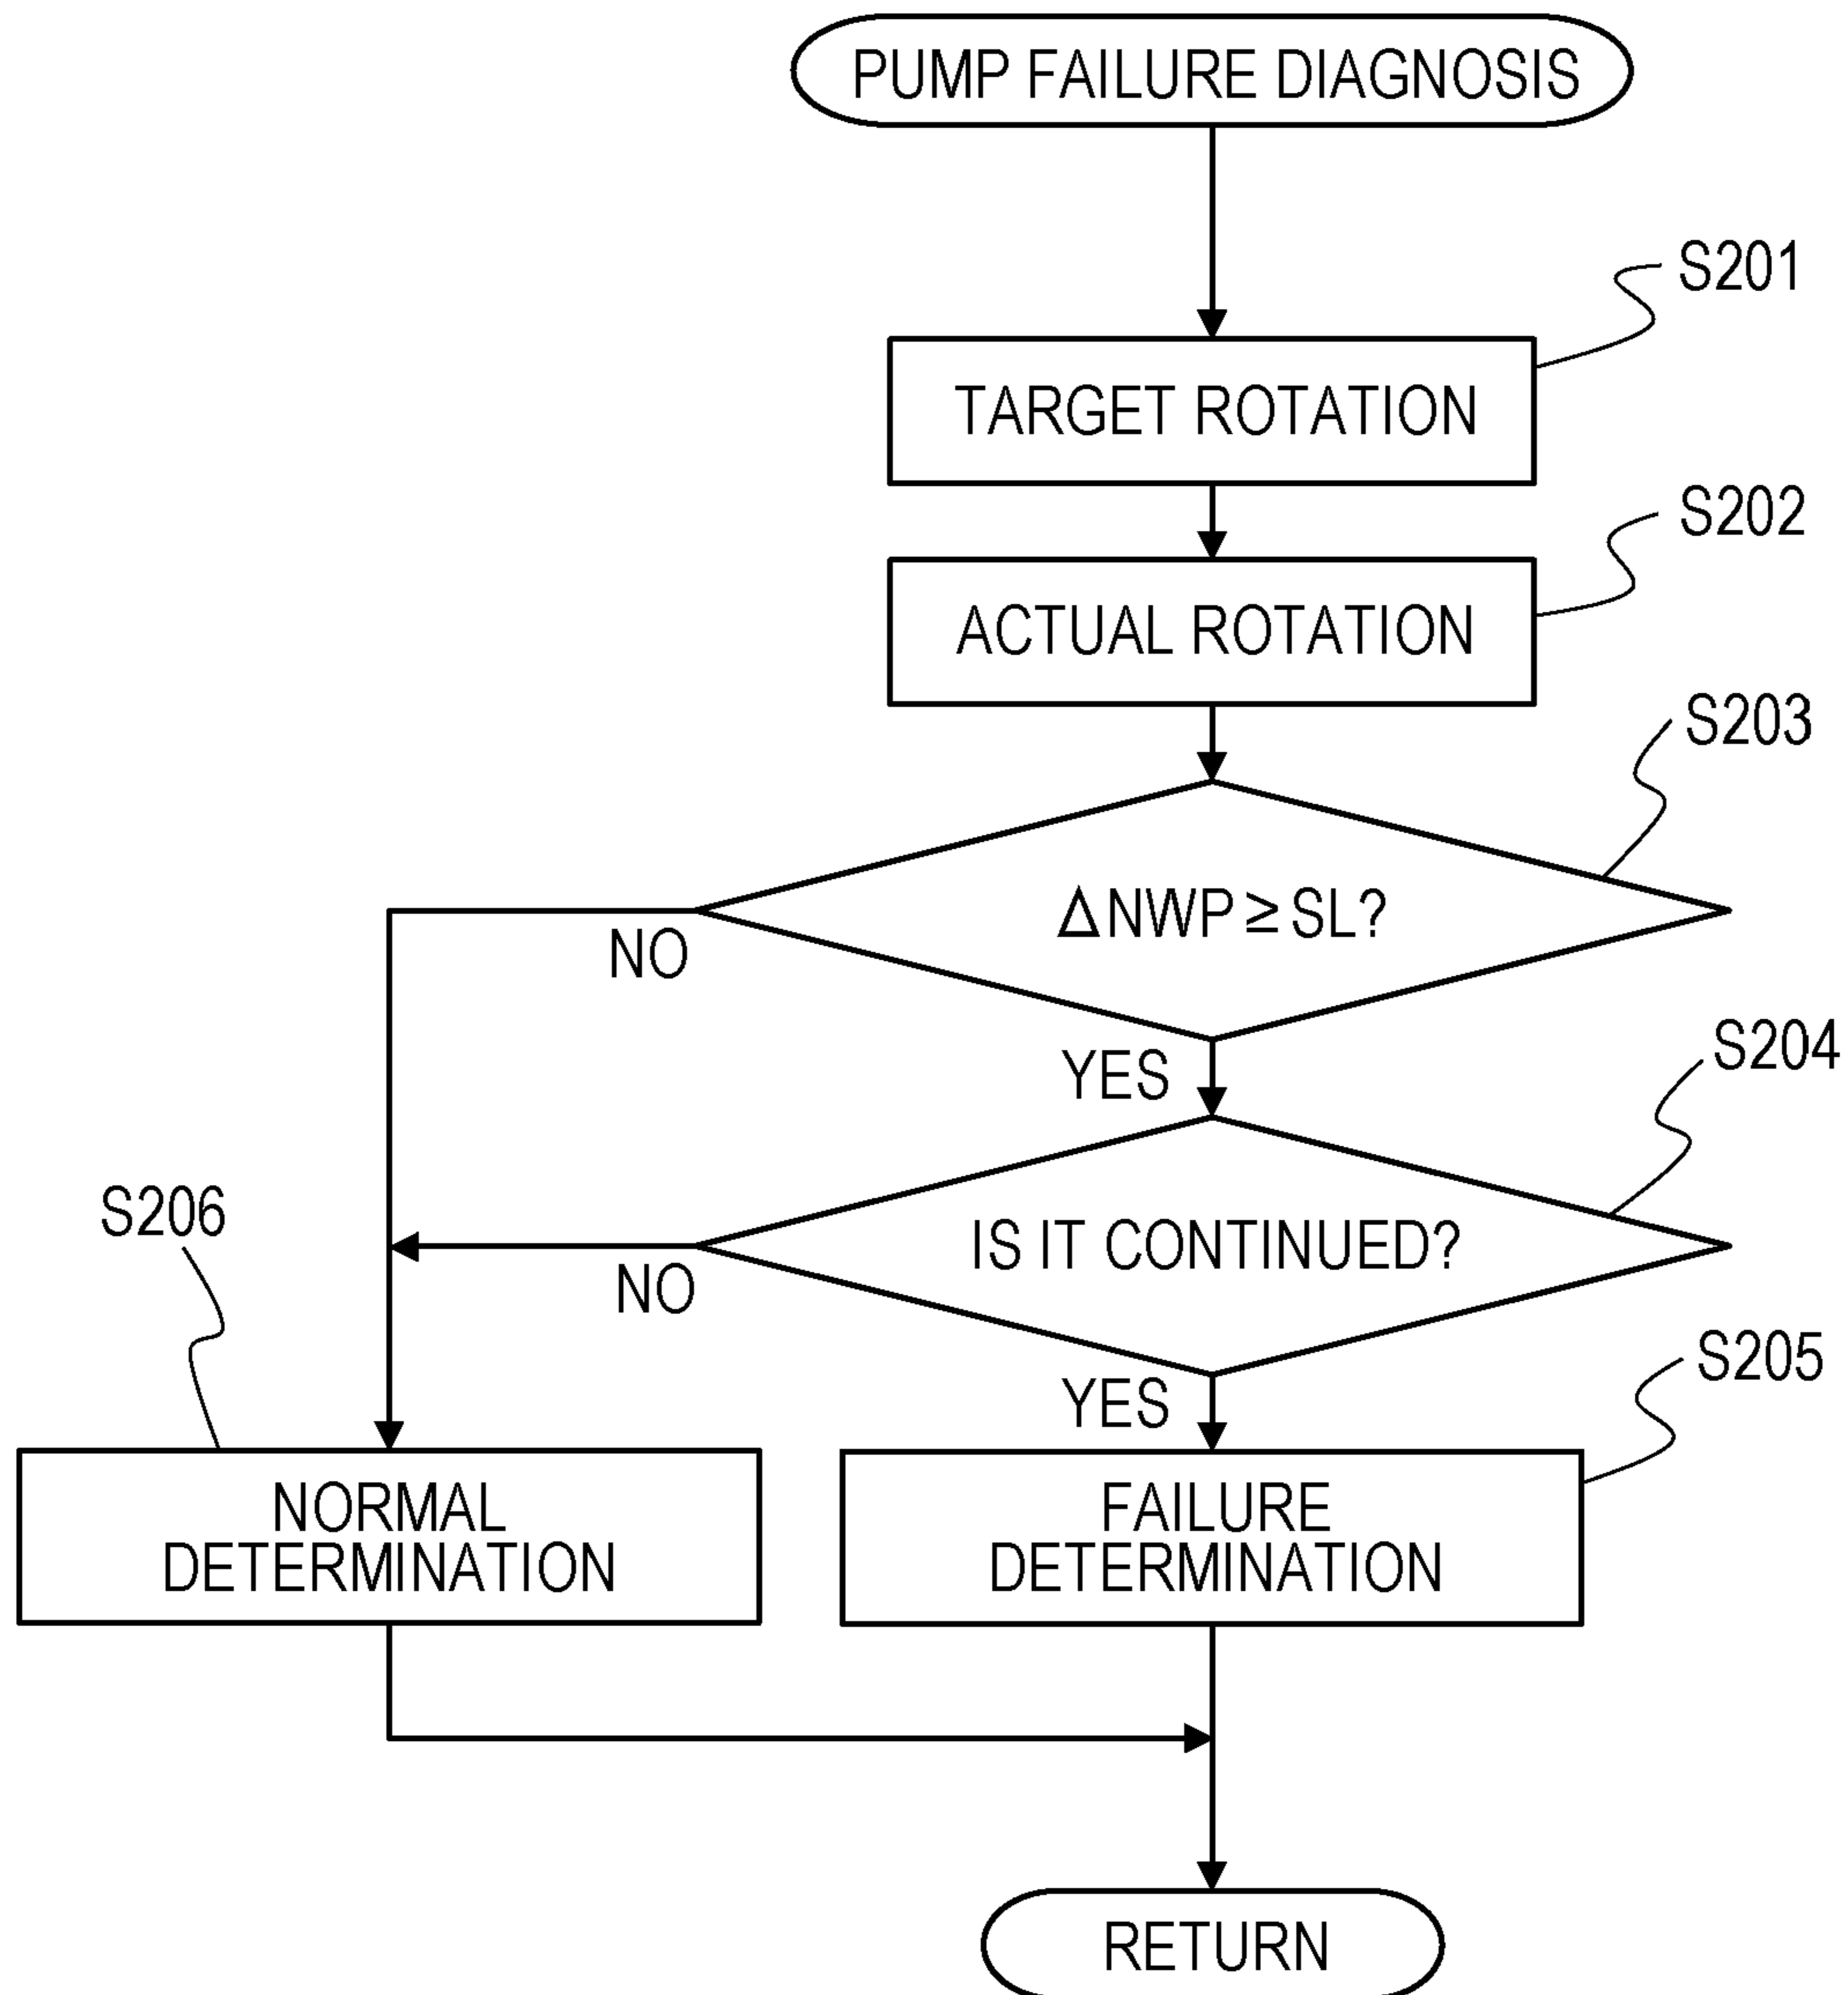 PUMP FAILURE DIAGNOSIS
S201
TARGET ROTATION
S202
ACTUAL ROTATION
S203
ΔNWP≥SL?
NO
YES
S204
IS IT CONTINUED?
NO
YES
S206
S205
NORMAL
DETERMINATION
FAILURE
DETERMINATION
RETURN